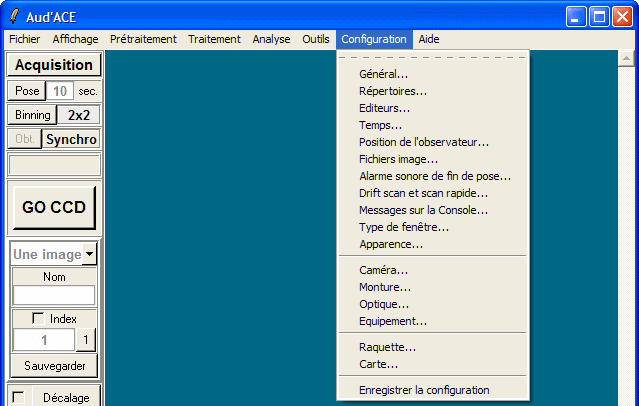 Aud'ACE
Fichier Affichage Prétraitement Traitement Analyse Outils Configuration Aide
Acquisition
Pose 10 sec.
Binning 2x2
Obt. Synchro
GO CCD
Une image
Nom
Index
1 1
Sauvegarder
Décalage
Général...
Répertoires...
Editeurs...
Temps...
Position de l'observateur...
Fichiers image...
Alarme sonore de fin de pose...
Drift scan et scan rapide...
Messages sur la Console...
Type de fenêtre...
Apparence...
Caméra...
Monture...
Optique...
Equipement...
Raquette...
Carte...
Enregistrer la configuration